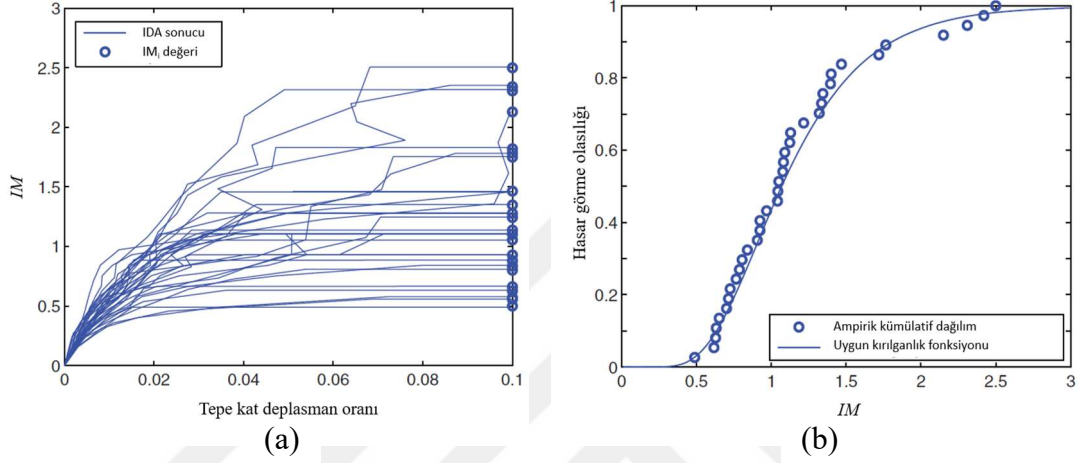 3
2.5
2
1.5
1
0.5
0
IM
IDA sonucu
IMi değeri
0
0.02
0.04
0.06
0.08
0.1
Tepe kat deplasman oranı
(a)
1
0.8
0.6
0.4
0.2
0
Hasar görme olasılığı
Ampirik kümülatif dağılım
Uygun kırılganlık fonksiyonu
0
0.5
1
1.5
2
2.5
3
IM
(b)